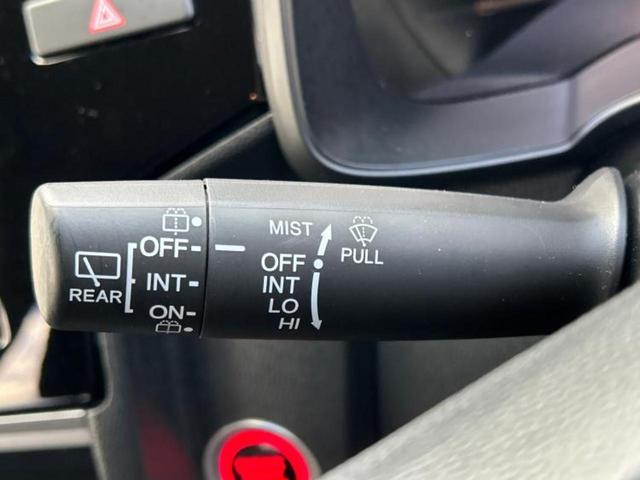 OFF
INT
ON
REAR
MIST
OFF
INT
LO
HI
PULL